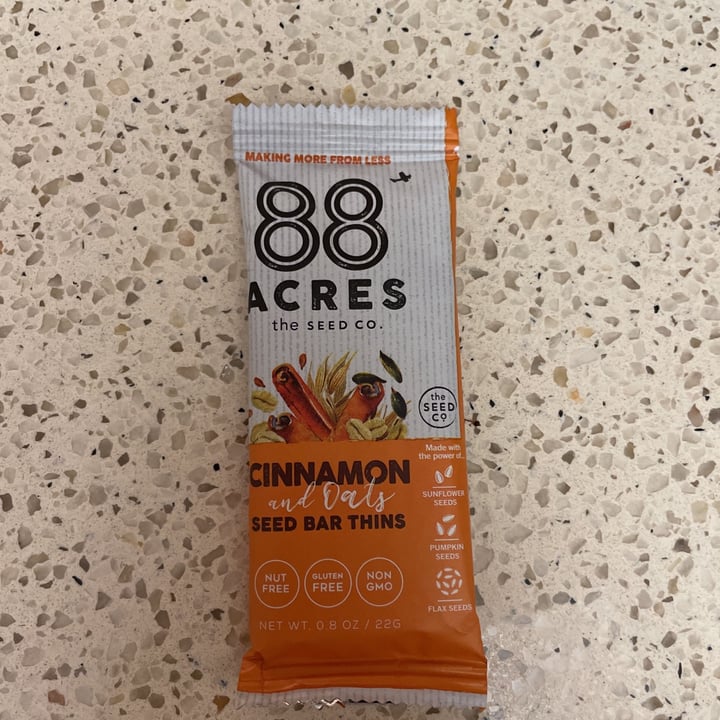 MAKING MORE FROM LESS
88
ACRES
the SEED CO.
the
SEED
CO
Made with
the power of...
SUNFLOWER
SEEDS
PUMPKIN
SEEDS
FLAX SEEDS
CINNAMON
and Oats
SEED BAR THINS
NUT
FREE
GLUTEN
FREE
NON
GMO
NET WT. 0.8 OZ / 22G